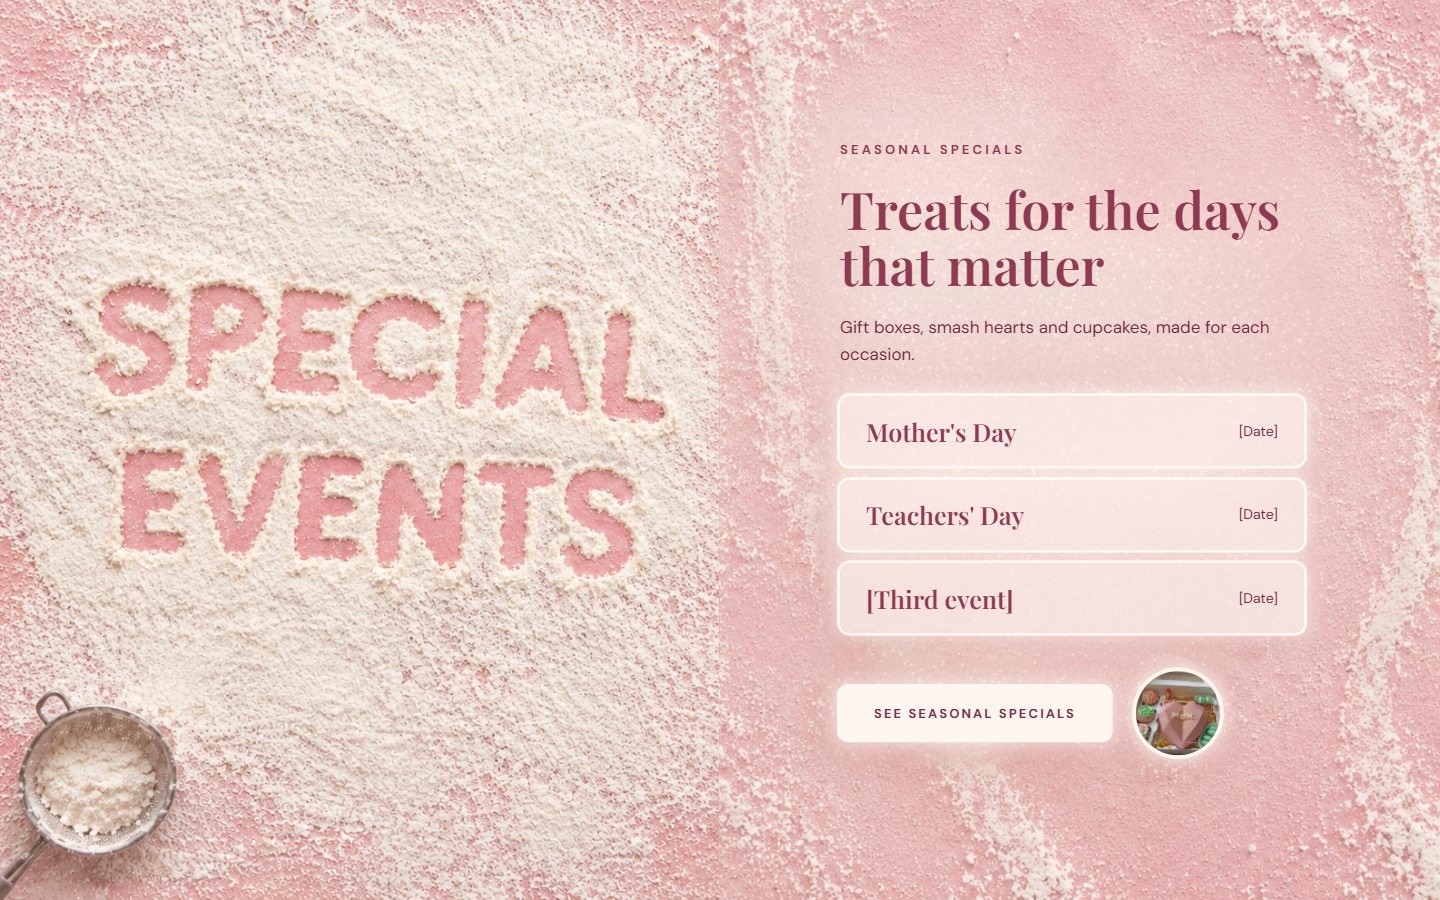 SPECIAL
EVENTS
SEASONAL SPECIALS
Treats for the days
that matter
Gift boxes, smash hearts and cupcakes, made for each
occasion.
Mother's Day
[Date]
Teachers' Day
[Date]
[Third event]
[Date]
SEE SEASONAL SPECIALS